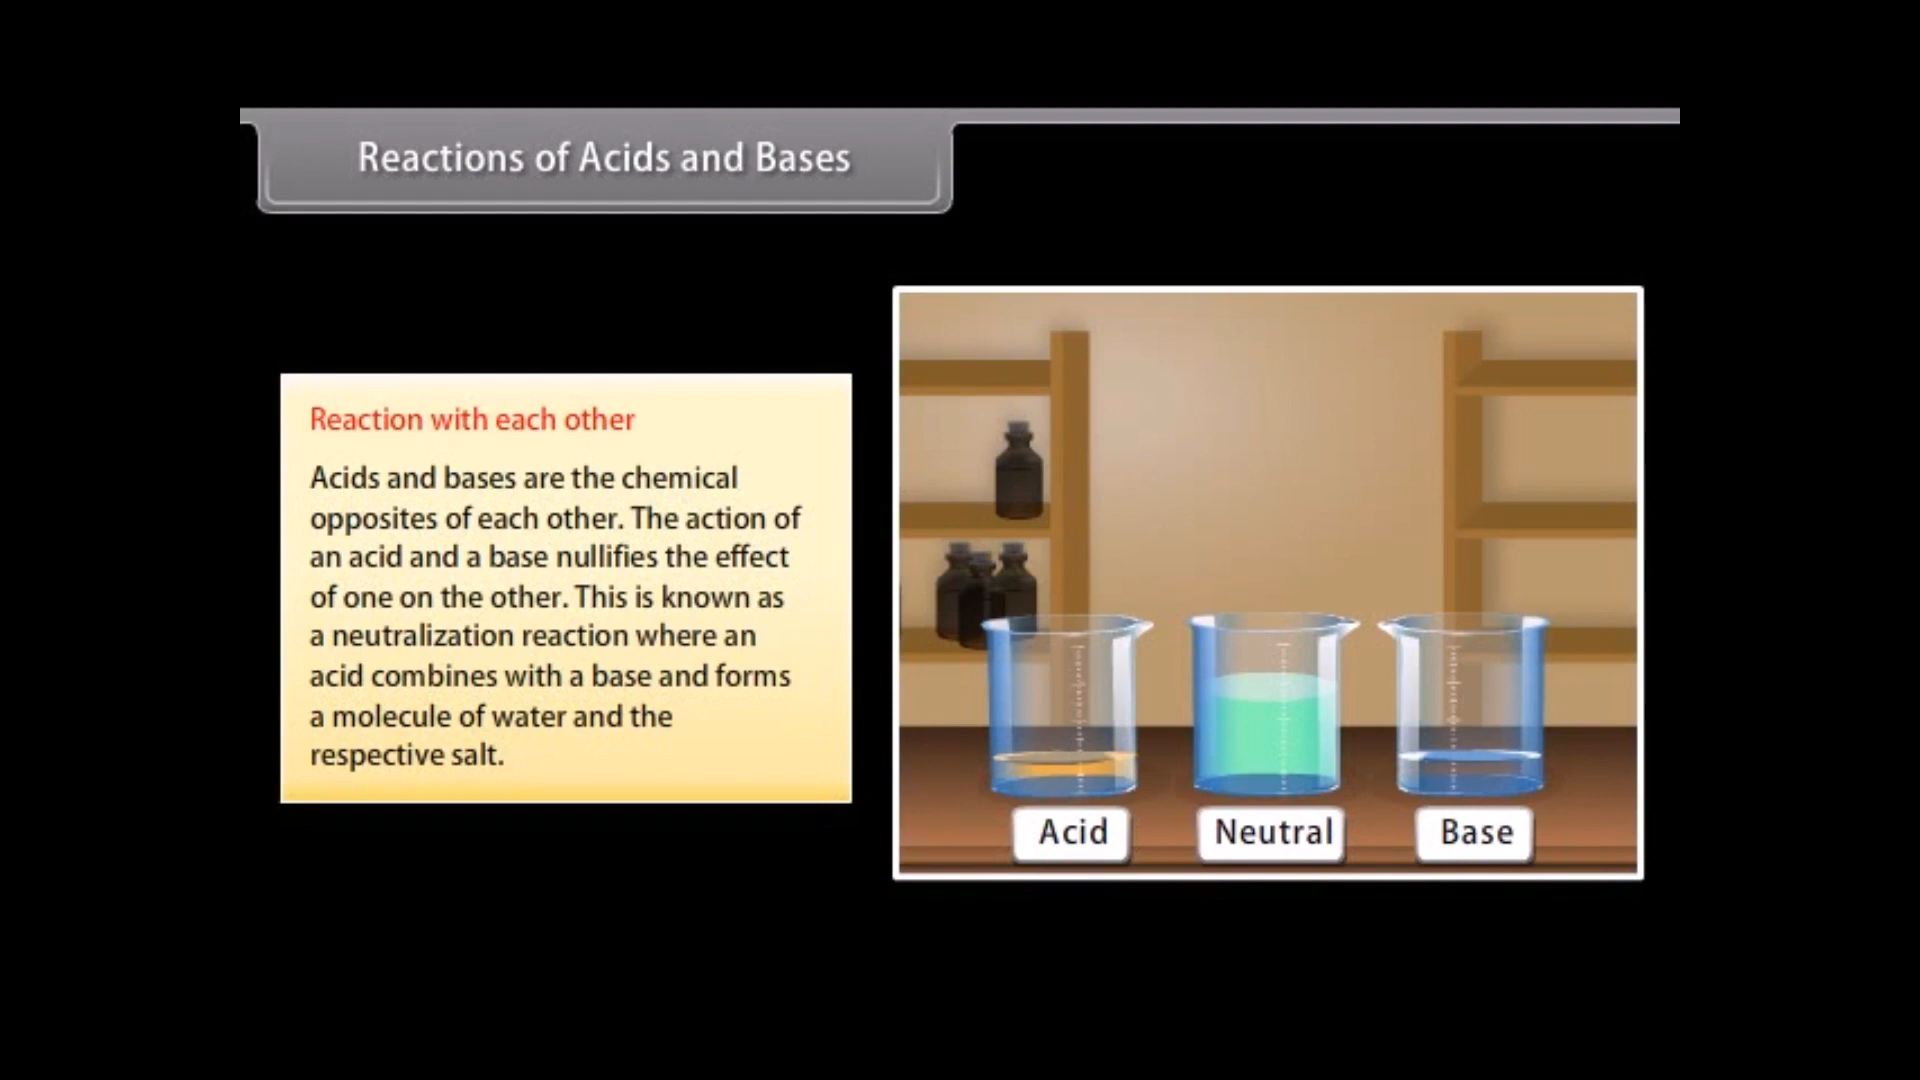 Reactions of Acids and Bases
Reaction with each other
Acids and bases are the chemical
opposites of each other. The action of
an acid and a base nullifies the effect
of one on the other. This is known as
a neutralization reaction where an
acid combines with a base and forms
a molecule of water and the
respective salt.
Acid
Neutral
Base